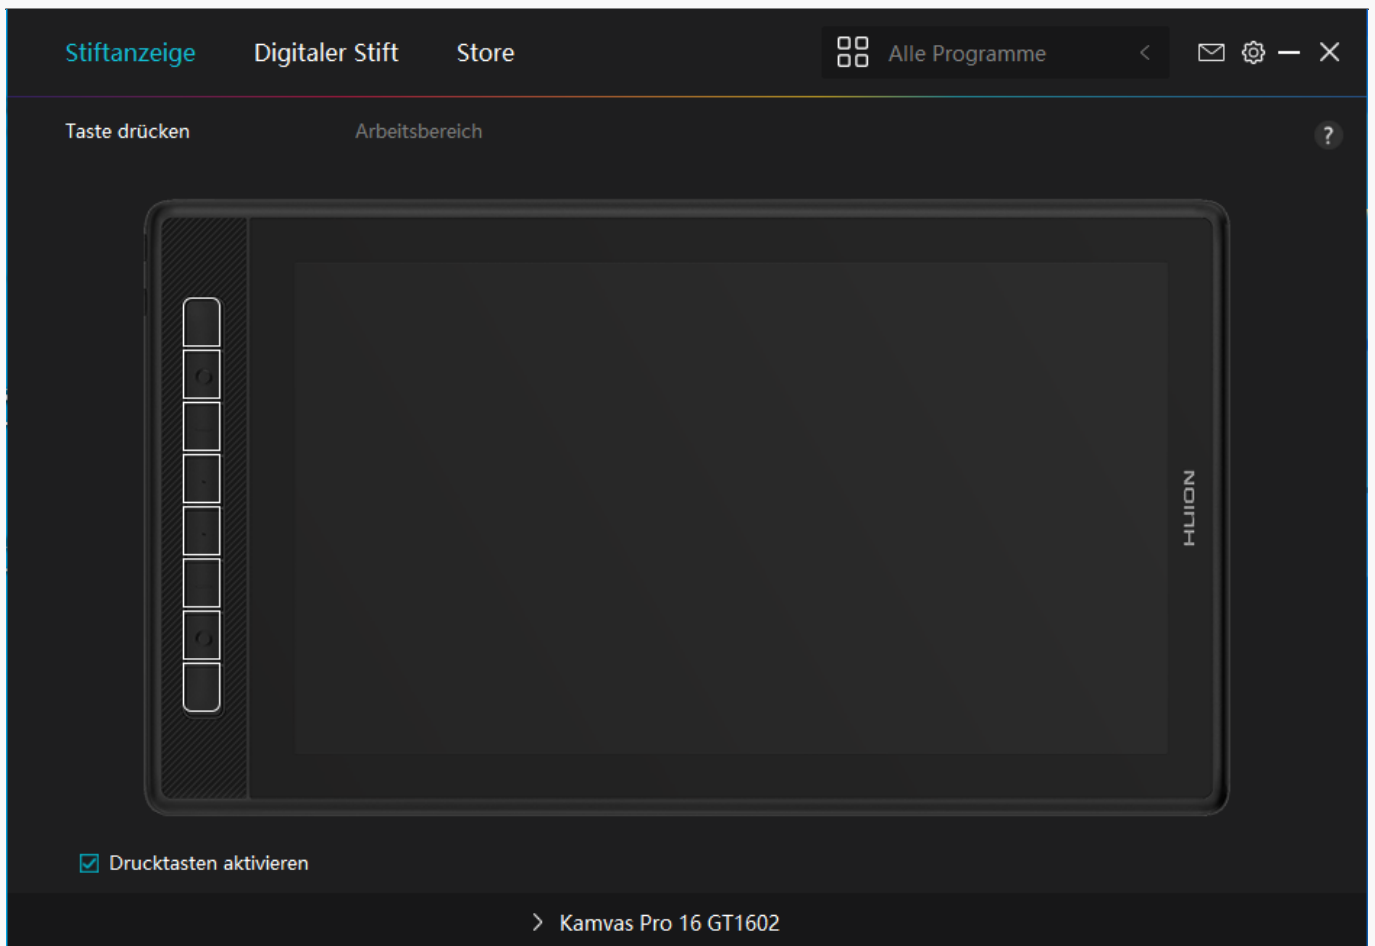 Stiftanzeige Digitaler Stift Store Alle Programme
Taste drücken Arbeitsbereich ?
HUION
Drucktasten aktivieren
Kamvas Pro 16 GT1602